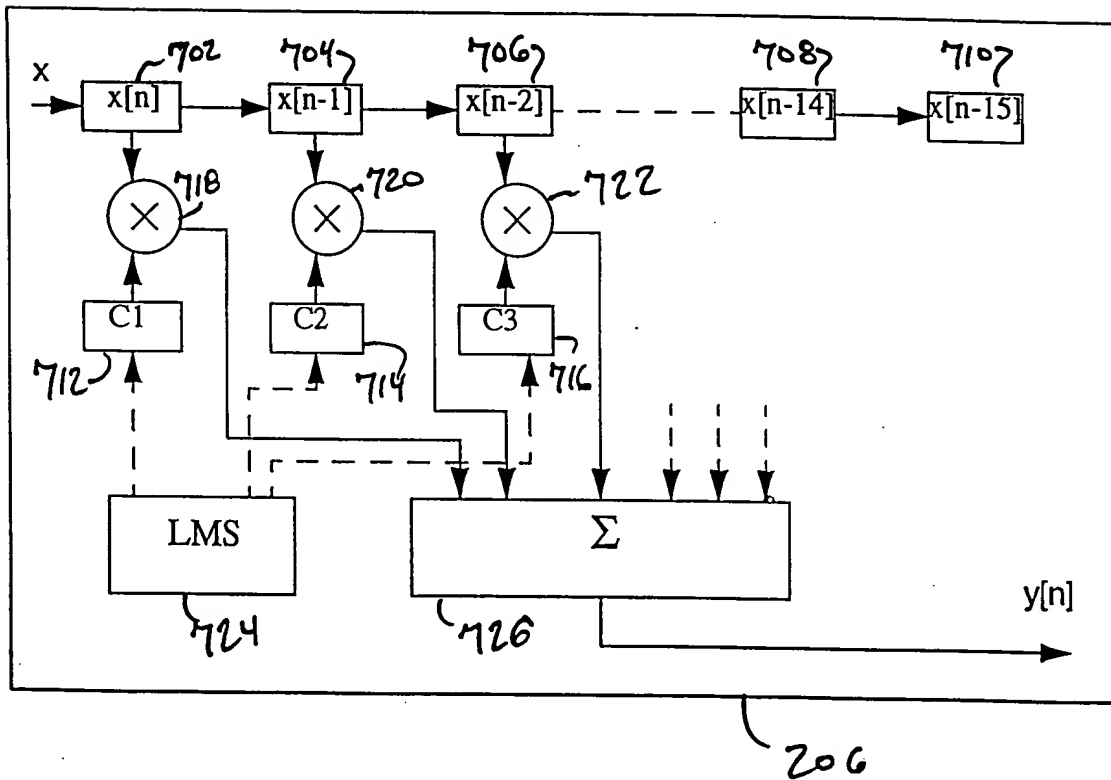 702 704 706 708 710
x x[n] x[n-1] x[n-2] x[n-14] x[n-15]
718 720 722
× × ×
C1 C2 C3
712 714 716
LMS Σ
724 726 y[n]
206